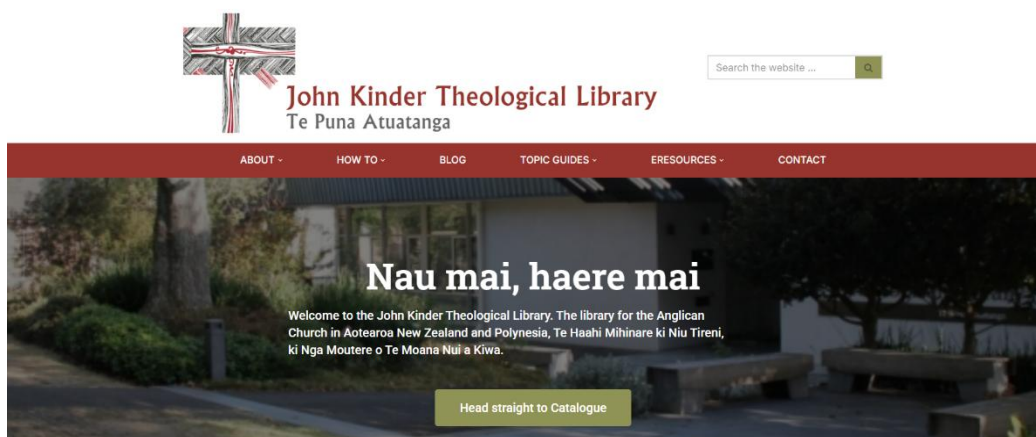 John Kinder Theological Library
Te Puna Atuatanga
Search the website ...
ABOUT
HOW TO
BLOG
TOPIC GUIDES
ERESOURCES
CONTACT
Nau mai, haere mai
Welcome to the John Kinder Theological Library. The library for the Anglican
Church in Aotearoa New Zealand and Polynesia, Te Haahi Mihinare ki Niu Tireni,
ki Nga Moutere o Te Moana Nui a Kiwa.
Head straight to Catalogue